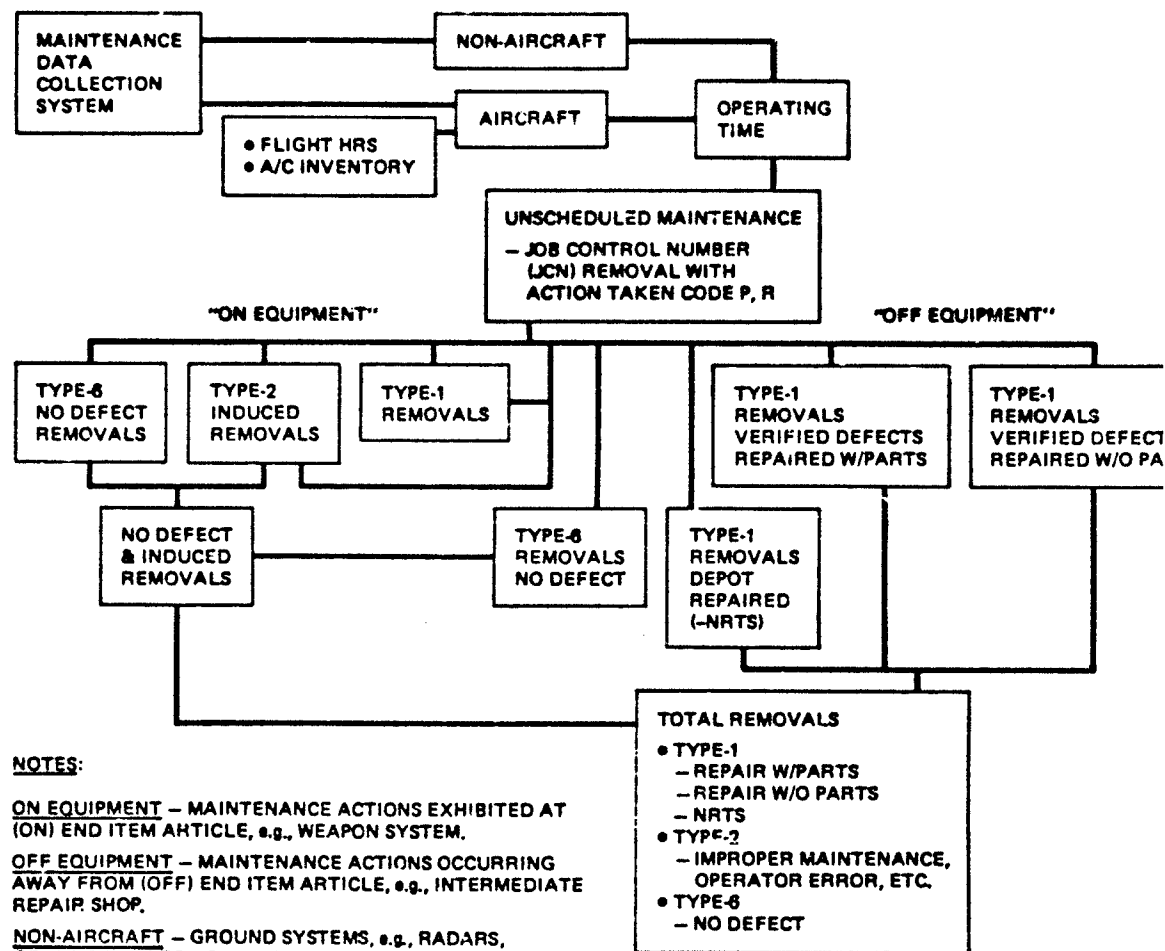 MAINTENANCE
DATA
COLLECTION
SYSTEM
NON-AIRCRAFT
AIRCRAFT
OPERATING
TIME
• FLIGHT HRS
• A/C INVENTORY
UNSCHEDULED MAINTENANCE
– JOB CONTROL NUMBER
(JCN) REMOVAL WITH
ACTION TAKEN CODE P, R
"ON EQUIPMENT"
"OFF EQUIPMENT"
TYPE-6
NO DEFECT
REMOVALS
TYPE-2
INDUCED
REMOVALS
TYPE-1
REMOVALS
TYPE-1
REMOVALS
VERIFIED DEFECTS
REPAIRED W/PARTS
TYPE-1
REMOVALS
VERIFIED DEFECT
REPAIRED W/O PA
NO DEFECT
& INDUCED
REMOVALS
TYPE-6
REMOVALS
NO DEFECT
TYPE-1
REMOVALS
DEPOT
REPAIRED
(–NRTS)
TOTAL REMOVALS
• TYPE-1
– REPAIR W/PARTS
– REPAIR W/O PARTS
– NRTS
• TYPE-2
– IMPROPER MAINTENANCE,
OPERATOR ERROR, ETC.
• TYPE-6
– NO DEFECT
NOTES:
ON EQUIPMENT – MAINTENANCE ACTIONS EXHIBITED AT
(ON) END ITEM ARTICLE, e.g., WEAPON SYSTEM.
OFF EQUIPMENT – MAINTENANCE ACTIONS OCCURRING
AWAY FROM (OFF) END ITEM ARTICLE, e.g., INTERMEDIATE
REPAIR SHOP.
NON-AIRCRAFT – GROUND SYSTEMS, e.g., RADARS,